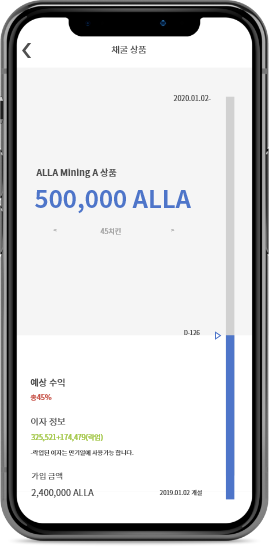 채굴 상품
2020.01.02-
ALLA Mining A 상품
500,000 ALLA
< 45치킨 >
D-126
예상 수익
총45%
이자 정보
325,521+174,479(락업)
-락업된 이자는 만기일에 사용가능 합니다.
가입 금액
2,400,000 ALLA
2019.01.02 개설